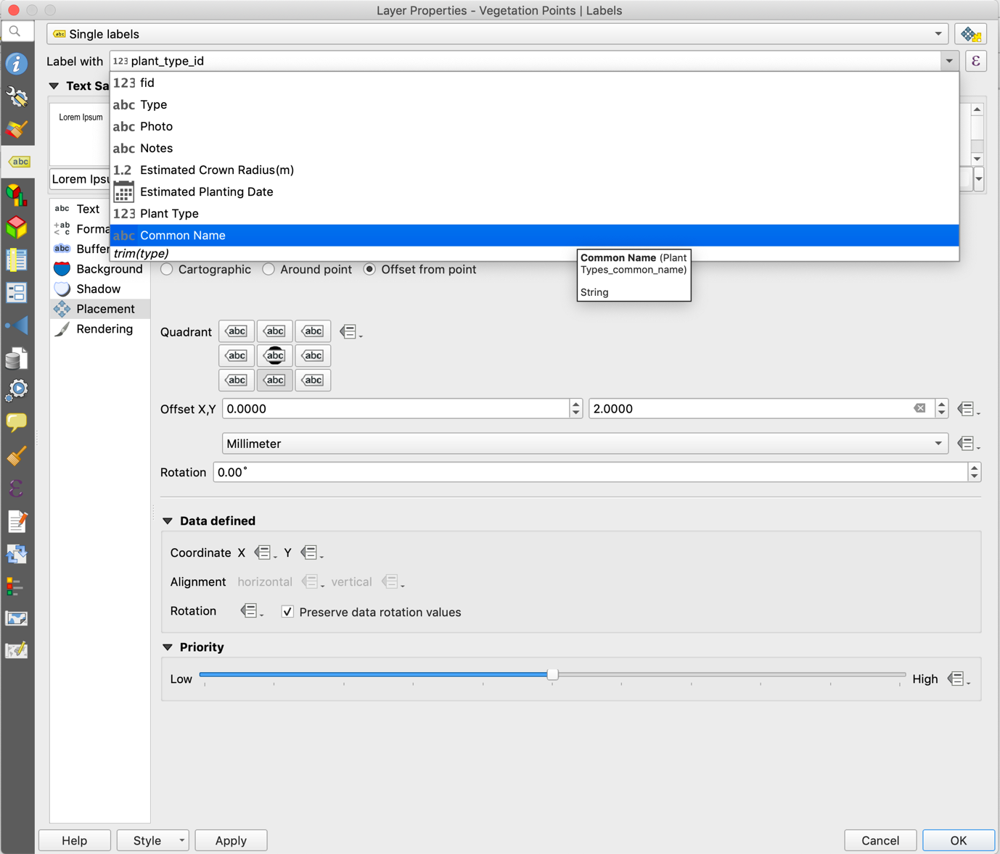 Layer Properties - Vegetation Points | Labels
abc Single labels
Label with 123 plant_type_id ε
Text Sa
123 fid
abc Type
abc Photo
abc Notes
1.2 Estimated Crown Radius(m)
Estimated Planting Date
123 Plant Type
abc Common Name
trim(type)
Lorem Ipsum
Lorem Ipsu
abc
abc Text
+ab < c Forma
abc Buffer
Background
Shadow
Placement
Rendering
Common Name (Plant
Types_common_name)
String
Cartographic Around point Offset from point
Quadrant abc abc abc
abc abc abc
abc abc abc
Offset X,Y 0.0000 2.0000
Millimeter
Rotation 0.00°
Data defined
Coordinate X Y
Alignment horizontal vertical
Rotation Preserve data rotation values
Priority
Low High
Help Style Apply Cancel OK